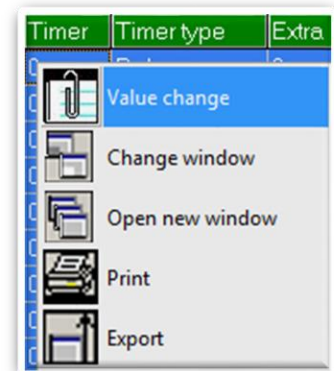 Timer Timer type Extra
Value change
Change window
Open new window
Print
Export